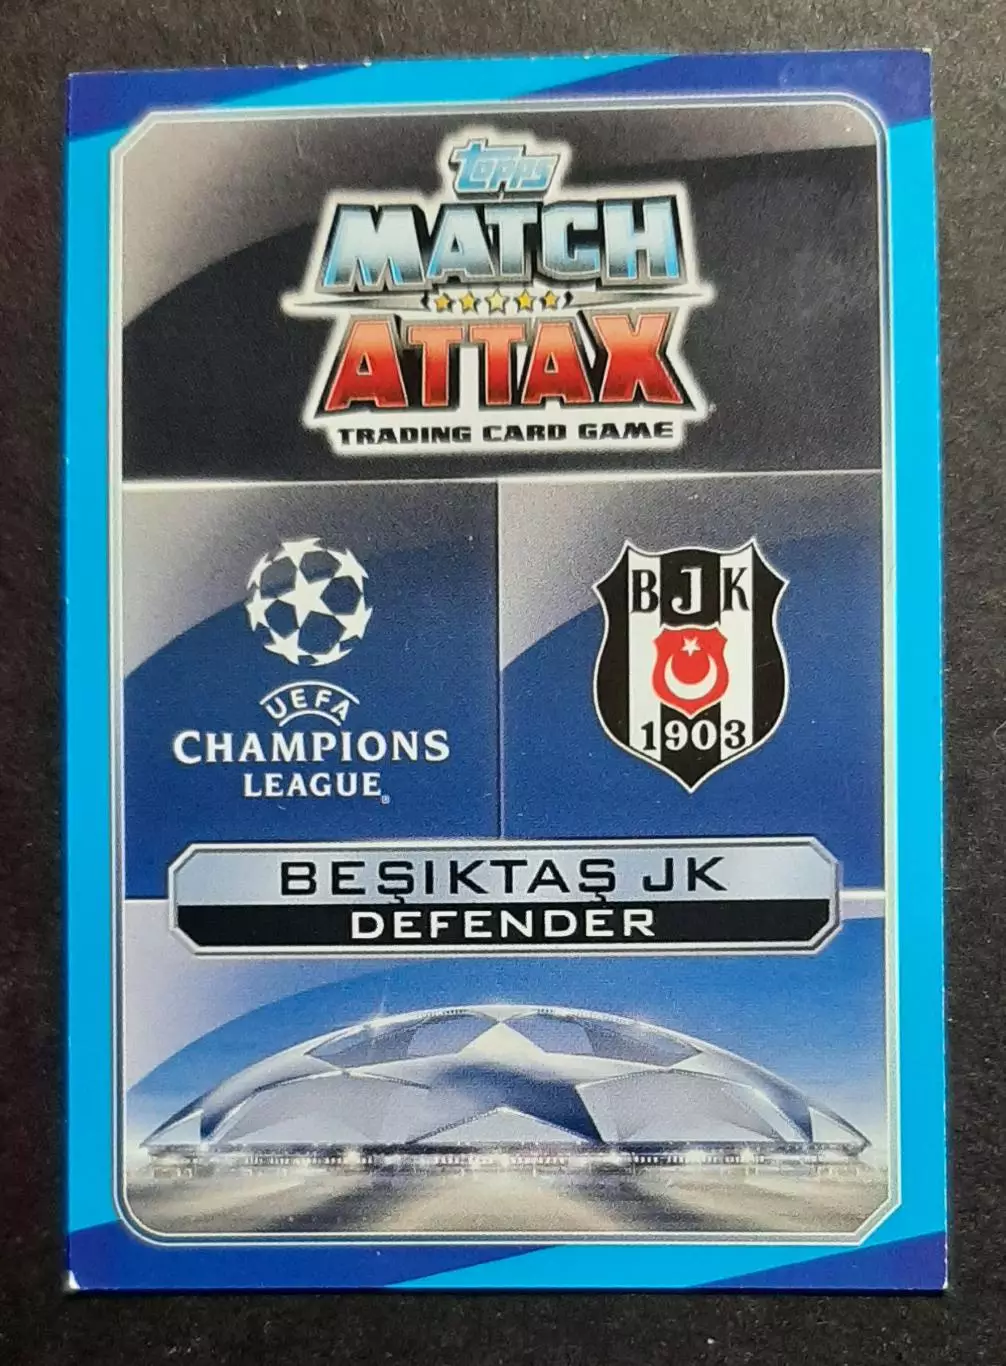 topps
MATCH
ATTAX
TRADING CARD GAME
UEFA
CHAMPIONS
LEAGUE®
BJK
1903
BEŞIKTAŞ JK
DEFENDER